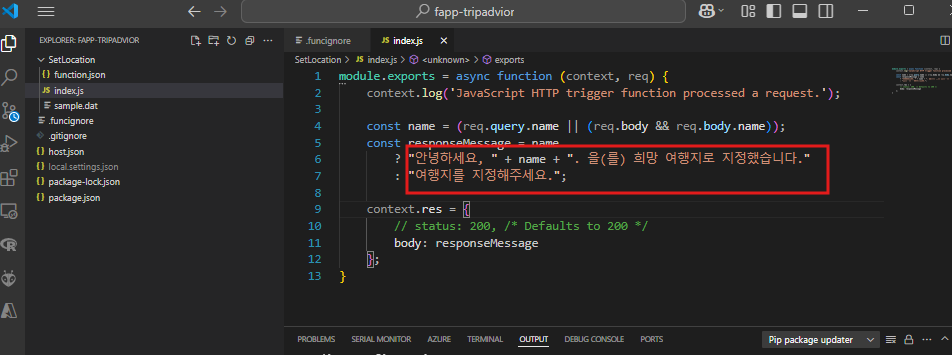 fapp-tripadvior
EXPLORER: FAPP-TRIPADVIOR
SetLocation
function.json
JS index.js
sample.dat
.funcignore
.gitignore
host.json
local.settings.json
package-lock.json
package.json
.funcignore
JS index.js
SetLocation > JS index.js > <unknown> > exports
1 module.exports = async function (context, req) {
2 context.log('JavaScript HTTP trigger function processed a request.');
3
4 const name = (req.query.name || (req.body && req.body.name));
5 const responseMessage = name
6 ? "안녕하세요, " + name + ". 을(를) 희망 여행지로 지정했습니다."
7 : "여행지를 지정해주세요.";
9 context.res = {
10 // status: 200, /* Defaults to 200 */
11 body: responseMessage
12 };
13 }
PROBLEMS SERIAL MONITOR AZURE TERMINAL OUTPUT DEBUG CONSOLE PORTS Pip package updater